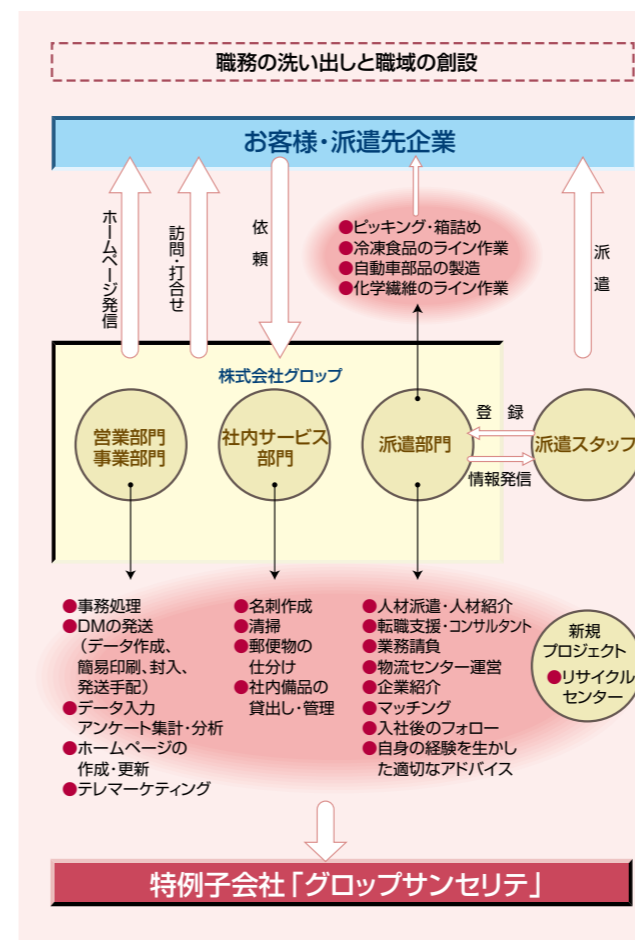 職務の洗い出しと職域の創設
お客様・派遣先企業
ホームページ発信
訪問・打合せ
依頼
●ピッキング・箱詰め
●冷凍食品のライン作業
●自動車部品の製造
●化学繊維のライン作業
派遣
株式会社グロップ
営業部門
事業部門
社内サービス
部門
派遣部門
登録
情報発信
派遣スタッフ
●事務処理
●DMの発送
（データ作成、
簡易印刷、封入、
発送手配）
●データ入力
アンケート集計・分析
●ホームページの
作成・更新
●テレマーケティング
●名刺作成
●清掃
●郵便物の
仕分け
●社内備品の
貸出し・管理
●人材派遣・人材紹介
●転職支援・コンサルタント
●業務請負
●物流センター運営
●企業紹介
●マッチング
●入社後のフォロー
●自身の経験を生かし
た適切なアドバイス
新規
プロジェクト
●リサイクル
センター
特例子会社「グロップサンセリテ」